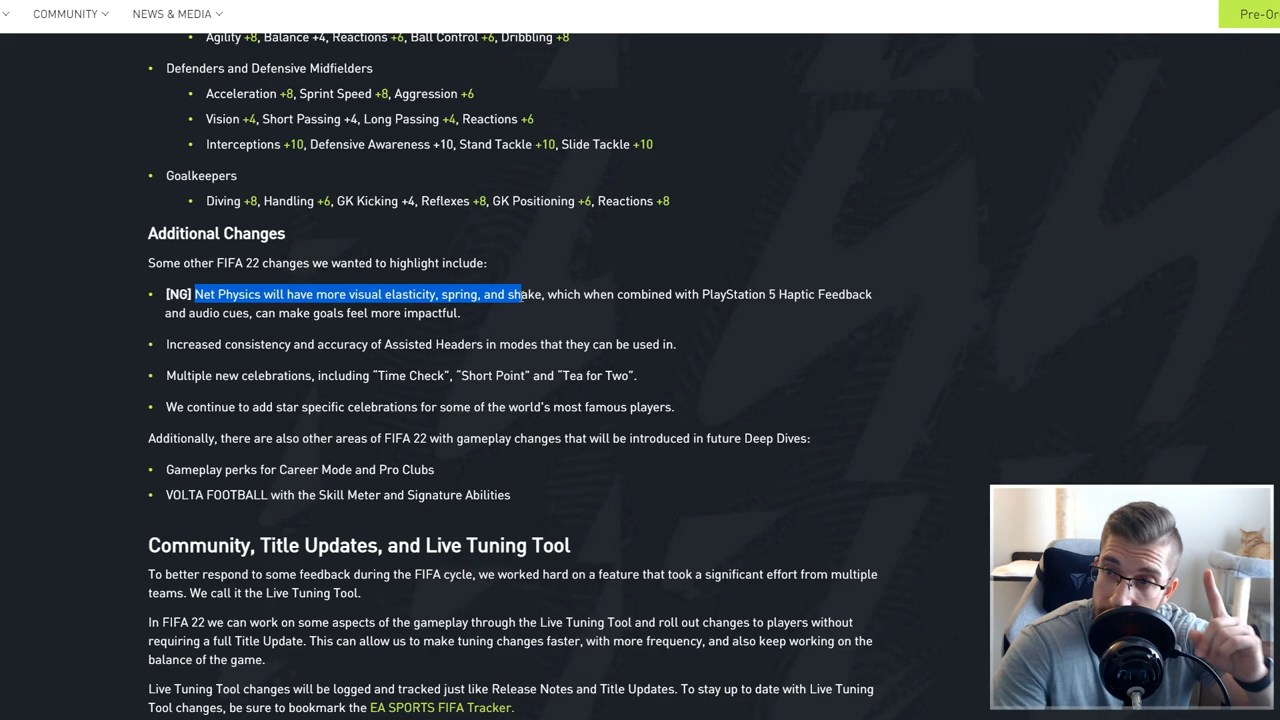 COMMUNITY NEWS & MEDIA Pre-Or
Agility +8, Balance +4, Reactions +6, Ball Control +6, Dribbling +8
• Defenders and Defensive Midfielders
• Acceleration +8, Sprint Speed +8, Aggression +6
• Vision +4, Short Passing +4, Long Passing +4, Reactions +6
• Interceptions +10, Defensive Awareness +10, Stand Tackle +10, Slide Tackle +10
• Goalkeepers
• Diving +8, Handling +6, GK Kicking +4, Reflexes +8, GK Positioning +6, Reactions +8
Additional Changes
Some other FIFA 22 changes we wanted to highlight include:
• [NG] Net Physics will have more visual elasticity, spring, and shake, which when combined with PlayStation 5 Haptic Feedback
and audio cues, can make goals feel more impactful.
• Increased consistency and accuracy of Assisted Headers in modes that they can be used in.
• Multiple new celebrations, including “Time Check”, “Short Point” and “Tea for Two”.
• We continue to add star specific celebrations for some of the world's most famous players.
Additionally, there are also other areas of FIFA 22 with gameplay changes that will be introduced in future Deep Dives:
• Gameplay perks for Career Mode and Pro Clubs
• VOLTA FOOTBALL with the Skill Meter and Signature Abilities
Community, Title Updates, and Live Tuning Tool
To better respond to some feedback during the FIFA cycle, we worked hard on a feature that took a significant effort from multiple
teams. We call it the Live Tuning Tool.
In FIFA 22 we can work on some aspects of the gameplay through the Live Tuning Tool and roll out changes to players without
requiring a full Title Update. This can allow us to make tuning changes faster, with more frequency, and also keep working on the
balance of the game.
Live Tuning Tool changes will be logged and tracked just like Release Notes and Title Updates. To stay up to date with Live Tuning
Tool changes, be sure to bookmark the EA SPORTS FIFA Tracker.